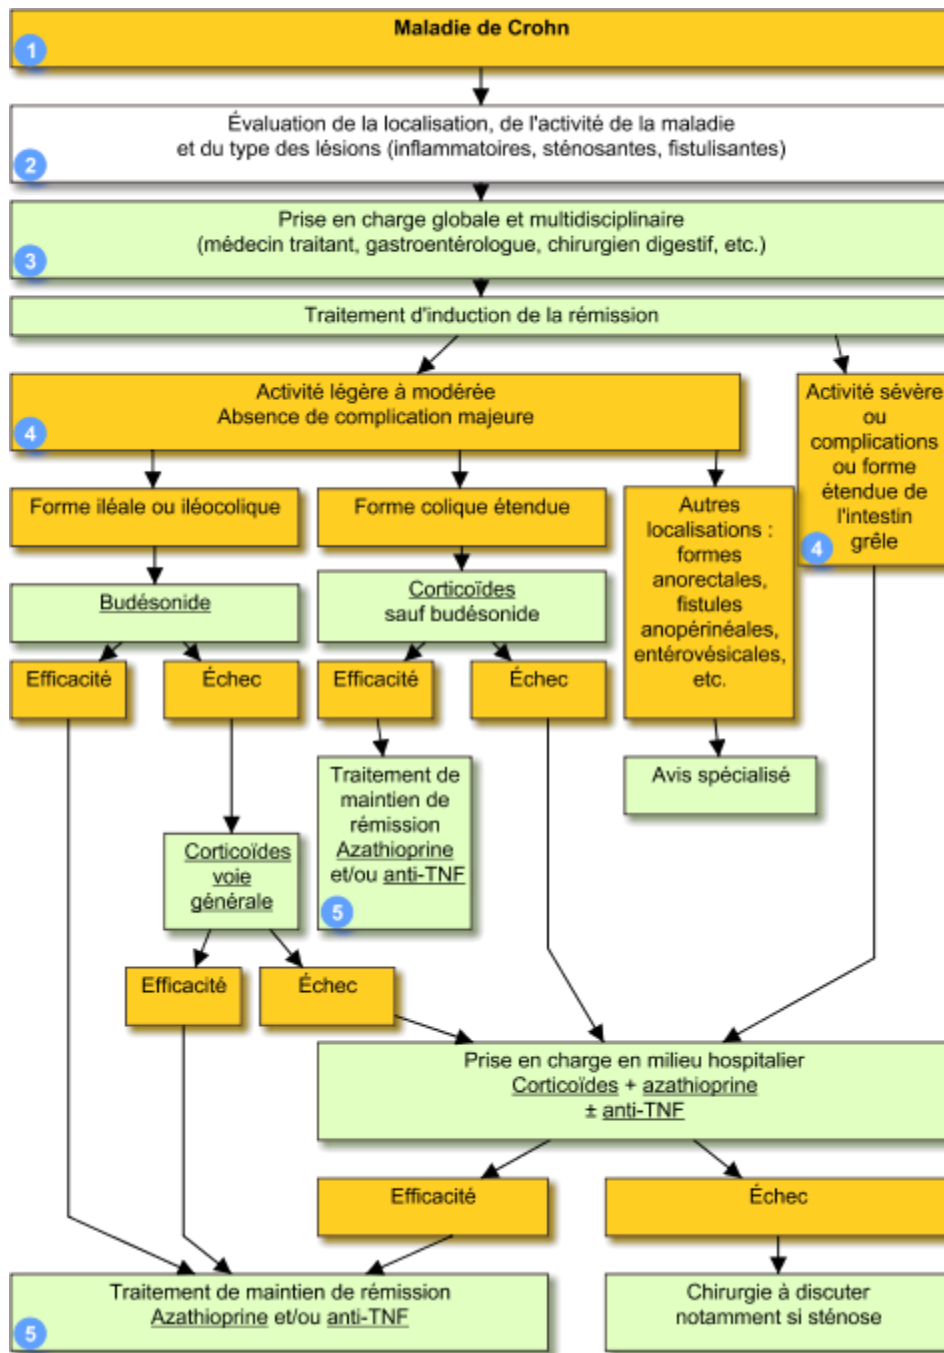 Maladie de Crohn
1
Évaluation de la localisation, de l'activité de la maladie
et du type des lésions (inflammatoires, sténosantes, fistulisantes)
2
Prise en charge globale et multidisciplinaire
(médecin traitant, gastroentérologue, chirurgien digestif, etc.)
3
Traitement d'induction de la rémission
Activité légère à modérée
Absence de complication majeure
4
Activité sévère
ou
complications
ou forme
étendue de
l'intestin
grêle
4
Forme iléale ou iléocolique
Forme colique étendue
Autres
localisations :
formes
anorectales,
fistules
anopérinéales,
entérovésicales,
etc.
Budésonide
Corticoïdes
sauf budésonide
Efficacité
Échec
Efficacité
Échec
Traitement de
maintien de
rémission
Azathioprine
et/ou anti-TNF
5
Avis spécialisé
Corticoïdes
voie
générale
Efficacité
Échec
Prise en charge en milieu hospitalier
Corticoïdes + azathioprine
± anti-TNF
Efficacité
Échec
Traitement de maintien de rémission
Azathioprine et/ou anti-TNF
5
Chirurgie à discuter
notamment si sténose